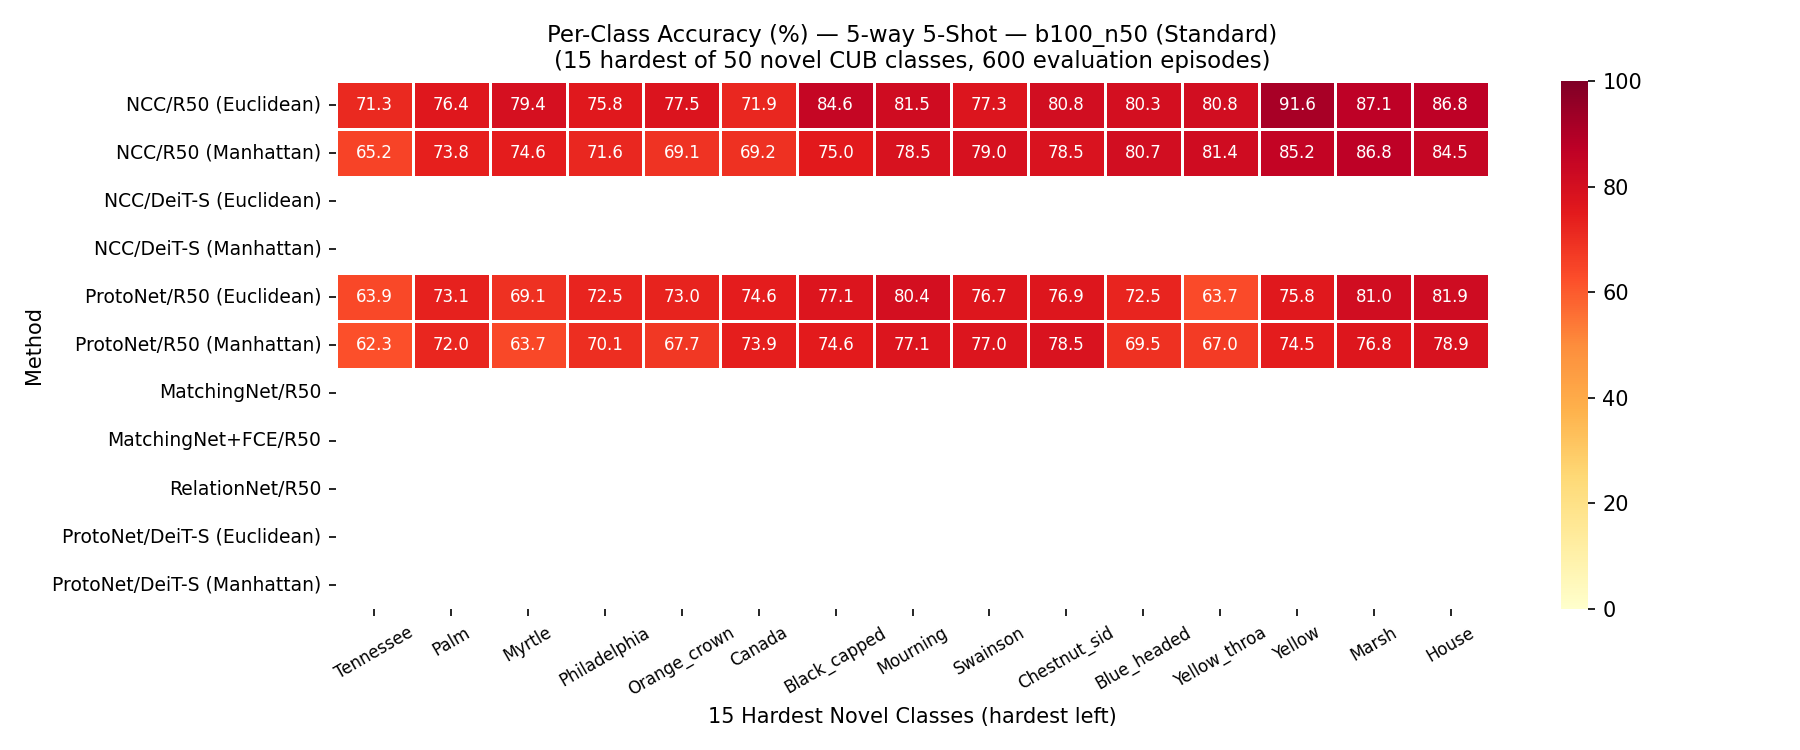 Per-Class Accuracy (%) — 5-way 5-Shot — b100_n50 (Standard)
(15 hardest of 50 novel CUB classes, 600 evaluation episodes)
Method
NCC/R50 (Euclidean) 71.3 76.4 79.4 75.8 77.5 71.9 84.6 81.5 77.3 80.8 80.3 80.8 91.6 87.1 86.8
NCC/R50 (Manhattan) 65.2 73.8 74.6 71.6 69.1 69.2 75.0 78.5 79.0 78.5 80.7 81.4 85.2 86.8 84.5
NCC/DeiT-S (Euclidean)
NCC/DeiT-S (Manhattan)
ProtoNet/R50 (Euclidean) 63.9 73.1 69.1 72.5 73.0 74.6 77.1 80.4 76.7 76.9 72.5 63.7 75.8 81.0 81.9
ProtoNet/R50 (Manhattan) 62.3 72.0 63.7 70.1 67.7 73.9 74.6 77.1 77.0 78.5 69.5 67.0 74.5 76.8 78.9
MatchingNet/R50
MatchingNet+FCE/R50
RelationNet/R50
ProtoNet/DeiT-S (Euclidean)
ProtoNet/DeiT-S (Manhattan)
Tennessee Palm Myrtle Philadelphia Orange_crown Canada Black_capped Mourning Swainson Chestnut_sid Blue_headed Yellow_throa Yellow Marsh House
15 Hardest Novel Classes (hardest left)
100
80
60
40
20
0